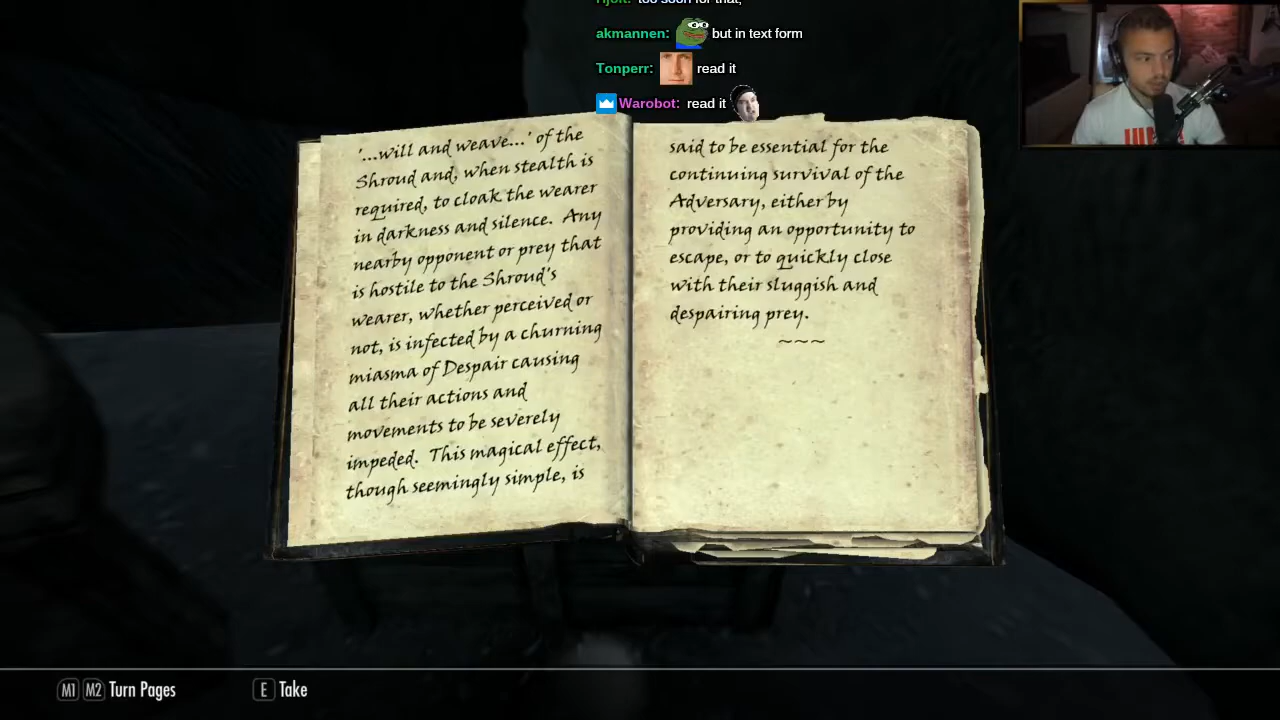 too soon for that,
akmannen: but in text form
Tonperr: read it
Warobot: read it
'...will and weave...' of the
Shroud and, when stealth is
required, to cloak the wearer
in darkness and silence. Any
nearby opponent or prey that
is hostile to the Shroud's
wearer, whether perceived or
not, is infected by a churning
miasma of Despair causing
all their actions and
movements to be severely
impeded. This magical effect,
though seemingly simple, is
said to be essential for the
continuing survival of the
Adversary, either by
providing an opportunity to
escape, or to quickly close
with their sluggish and
despairing prey.
~~~
M1 M2 Turn Pages
E Take